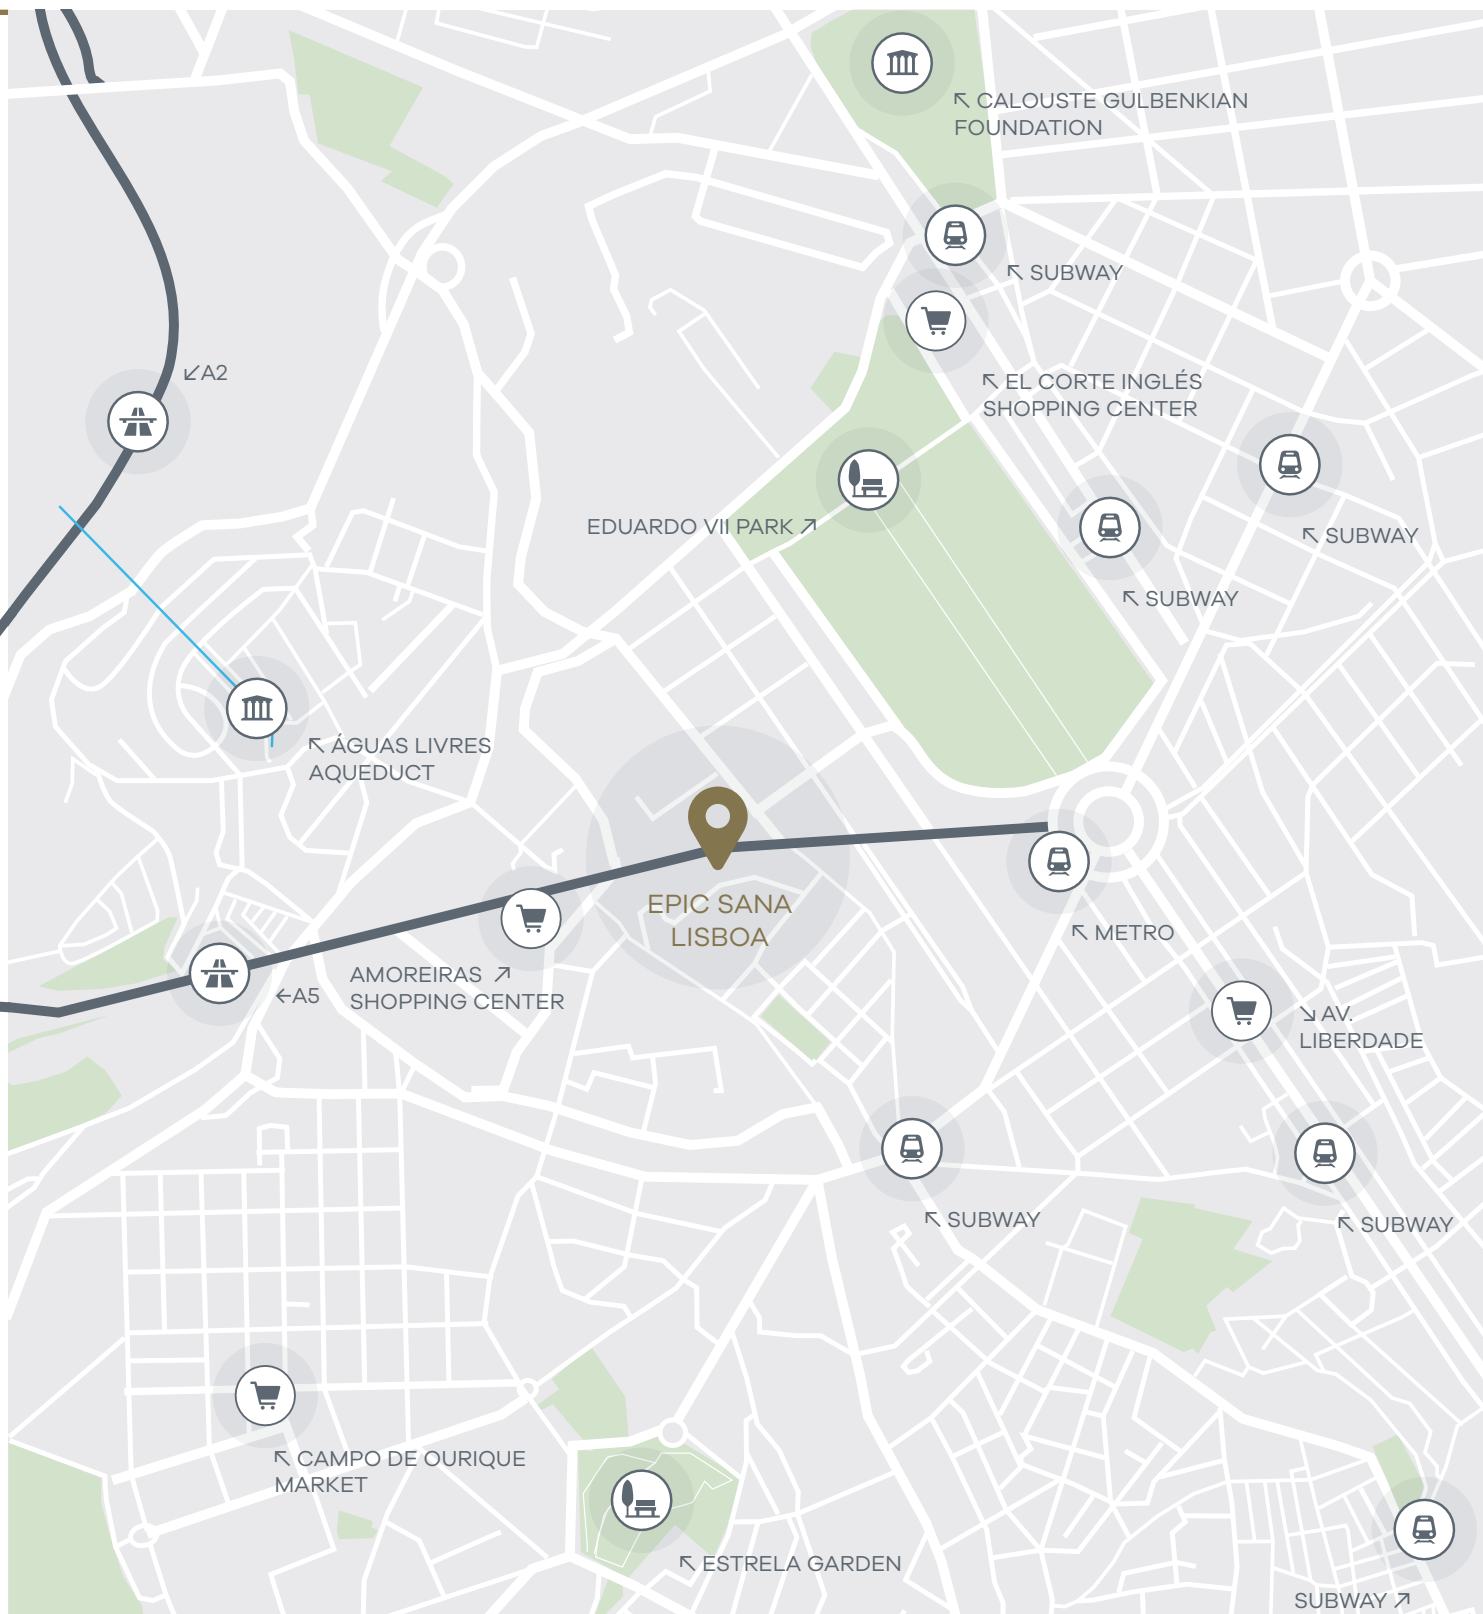 ↖ CALOUSTE GULBENKIAN
FOUNDATION
↖ SUBWAY
↙A2
↖ EL CORTE INGLÉS
SHOPPING CENTER
EDUARDO VII PARK ↗
↖ SUBWAY
↖ SUBWAY
↖ ÁGUAS LIVRES
AQUEDUCT
EPIC SANA
LISBOA
↖ METRO
AMOREIRAS ↗
SHOPPING CENTER
←A5
↘ AV.
LIBERDADE
↖ SUBWAY
↖ SUBWAY
↖ CAMPO DE OURIQUE
MARKET
↖ ESTRELA GARDEN
SUBWAY ↗